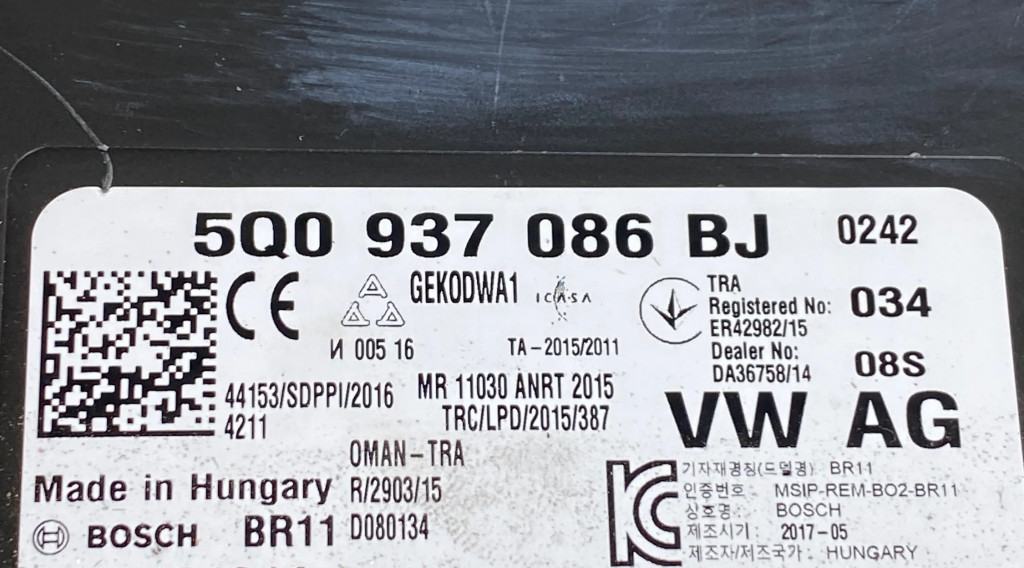 5Q0 937 086 BJ 0242
CE
GEKODWA1
ICASA
TRA
Registered No:
ER42982/15
034
И 005 16
TA-2015/2011
Dealer No:
DA36758/14
08S
44153/SDPPI/2016
4211
MR 11030 ANRT 2015
TRC/LPD/2015/387
VW AG
OMAN-TRA
R/2903/15
D080134
Made in Hungary
BOSCH BR11
기자재명칭(모델명) : BR11
인증번호 : MSIP-REM-BO2-BR11
상호명 : BOSCH
제조시기 : 2017-05
제조자/제조국가 : HUNGARY